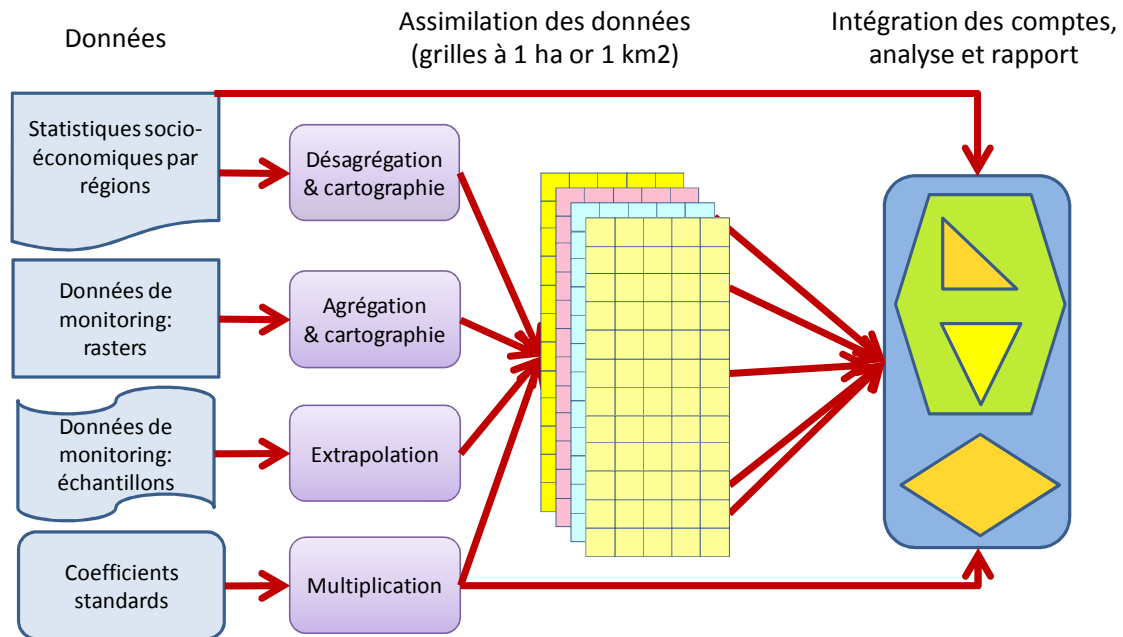 Données
Assimilation des données
(grilles à 1 ha or 1 km2)
Intégration des comptes,
analyse et rapport
Statistiques socio-
économiques par
régions
Désagrégation
& cartographie
Données de
monitoring:
rasters
Agrégation
& cartographie
Données de
monitoring:
échantillons
Extrapolation
Coefficients
standards
Multiplication